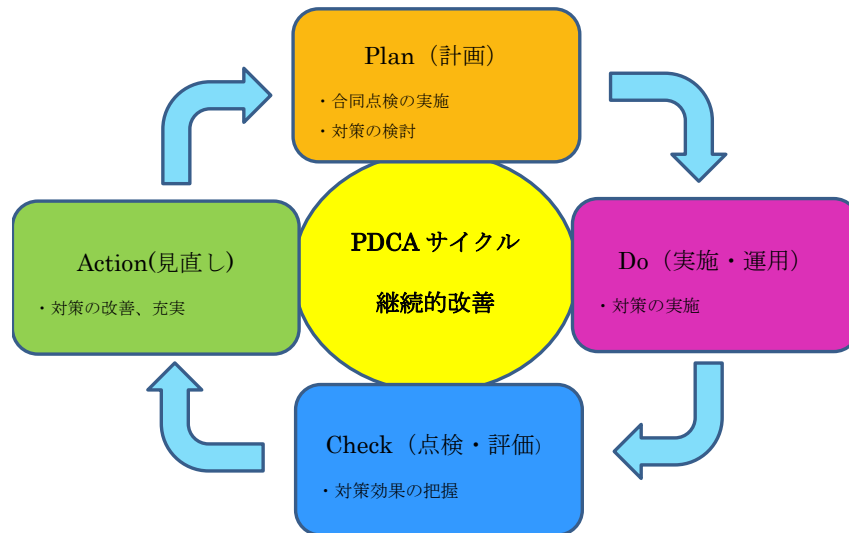 Plan（計画）
・合同点検の実施
・対策の検討
Action(見直し)
・対策の改善、充実
PDCA サイクル
継続的改善
Do（実施・運用）
・対策の実施
Check（点検・評価）
・対策効果の把握